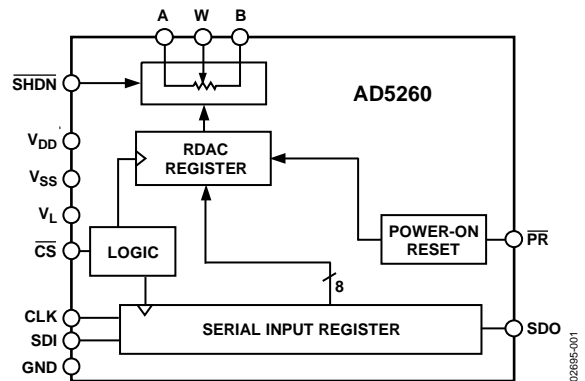 A W B
SHDN
AD5260
VDD
RDAC
REGISTER
VSS
VL
POWER-ON
RESET
PR
CS
LOGIC
8
CLK
SERIAL INPUT REGISTER
SDO
SDI
GND
02695-001